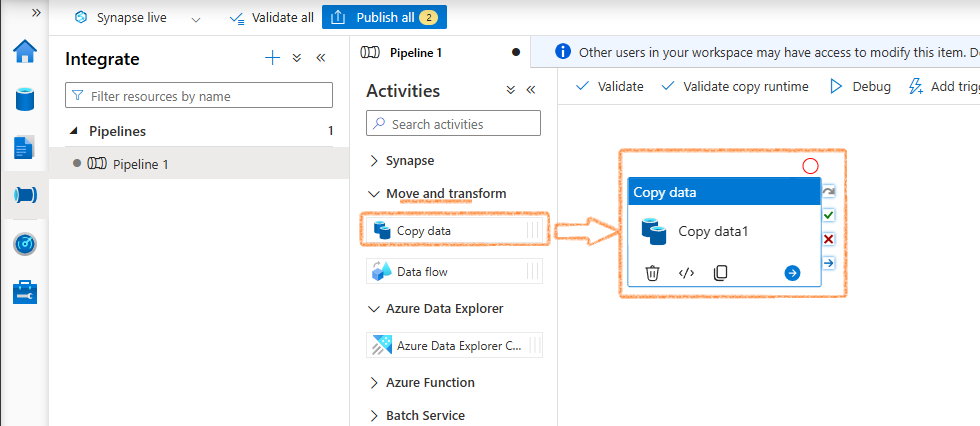 Synapse live
Validate all
Publish all 2
Integrate
Filter resources by name
Pipelines 1
Pipeline 1
Pipeline 1
Activities
Search activities
Synapse
Move and transform
Copy data
Data flow
Azure Data Explorer
Azure Data Explorer C...
Azure Function
Batch Service
Other users in your workspace may have access to modify this item.
Validate
Validate copy runtime
Debug
Add trig
Copy data
Copy data1